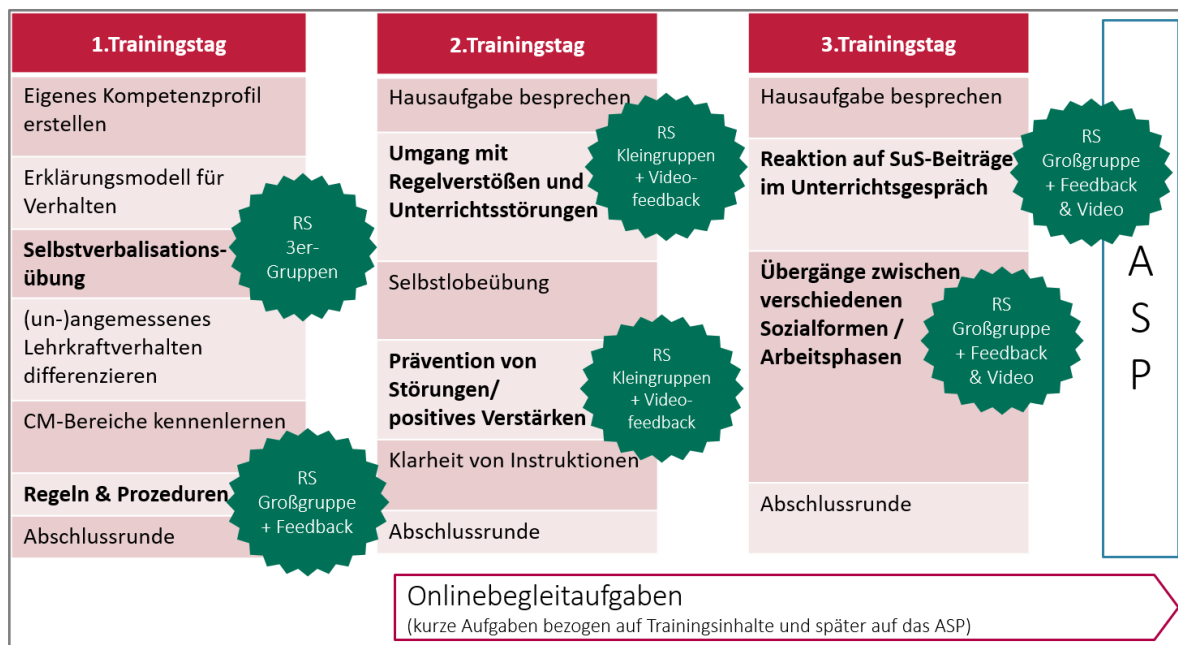 1.Trainingstag
Eigenes Kompetenzprofil
erstellen
Erklärungsmodell für
Verhalten
Selbstverbalisations-
übung
RS
3er-
Gruppen
(un-)angemessenes
Lehrkraftverhalten
differenzieren
CM-Bereiche kennenlernen
Regeln & Prozeduren
RS
Großgruppe
+ Feedback
Abschlussrunde
2.Trainingstag
Hausaufgabe besprechen
Umgang mit
Regelverstößen und
Unterrichtsstörungen
RS
Kleingruppen
+ Video-
feedback
Selbstlobeübung
Prävention von
Störungen/
positives Verstärken
RS
Kleingruppen
+ Video-
feedback
Klarheit von Instruktionen
Abschlussrunde
3.Trainingstag
Hausaufgabe besprechen
Reaktion auf SuS-Beiträge
im Unterrichtsgespräch
RS
Großgruppe
+ Feedback
& Video
Übergänge zwischen
verschiedenen
Sozialformen /
Arbeitsphasen
RS
Großgruppe
+ Feedback
& Video
Abschlussrunde
A
S
P
Onlinebegleitaufgaben
(kurze Aufgaben bezogen auf Trainingsinhalte und später auf das ASP)